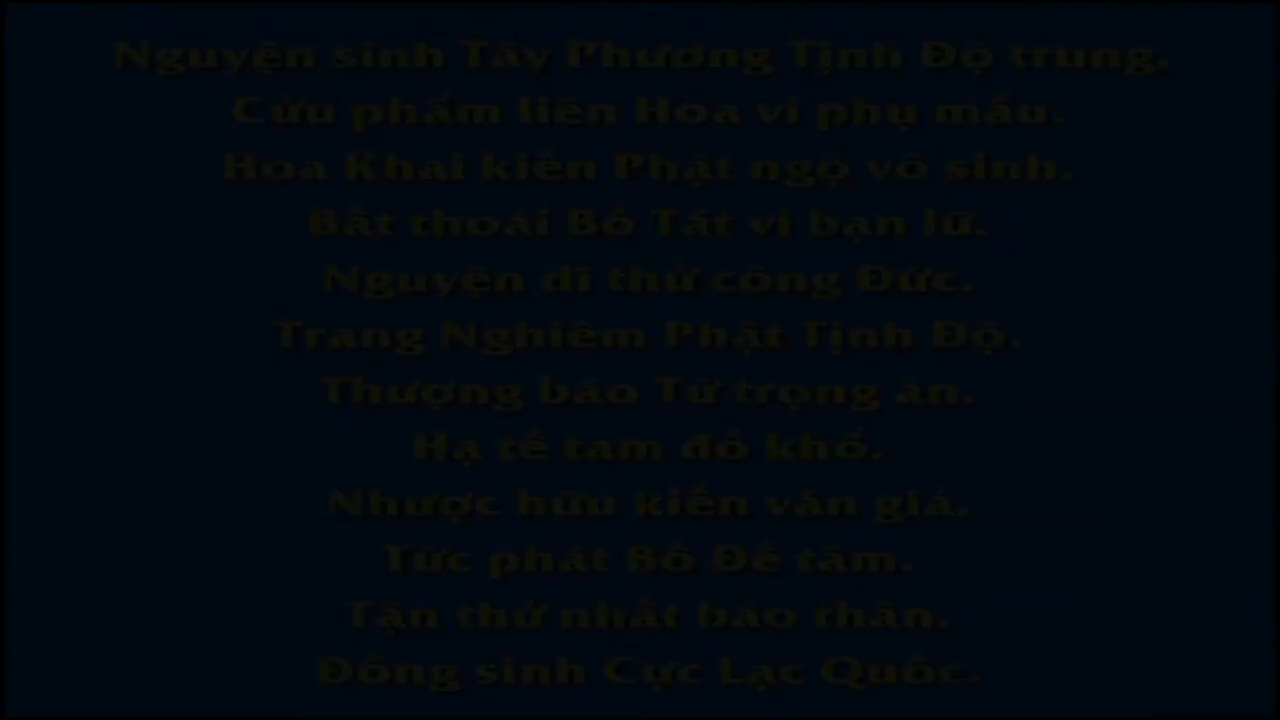 Nguyện sinh Tây Phương Tịnh Độ trung.
Cửu phẩm liên Hoa vi phụ mẫu.
Hoa Khai kiến Phật ngộ vô sinh.
Bất thoái Bồ Tát vi bạn lữ.
Nguyện dĩ thử công Đức.
Trang Nghiêm Phật Tịnh Độ.
Thượng báo Tứ trọng ân.
Hạ tế tam đồ khổ.
Nhược hữu kiến văn giả.
Tức phát Bồ Đề tâm.
Tận thử nhất báo thân.
Đồng sinh Cực Lạc Quốc.